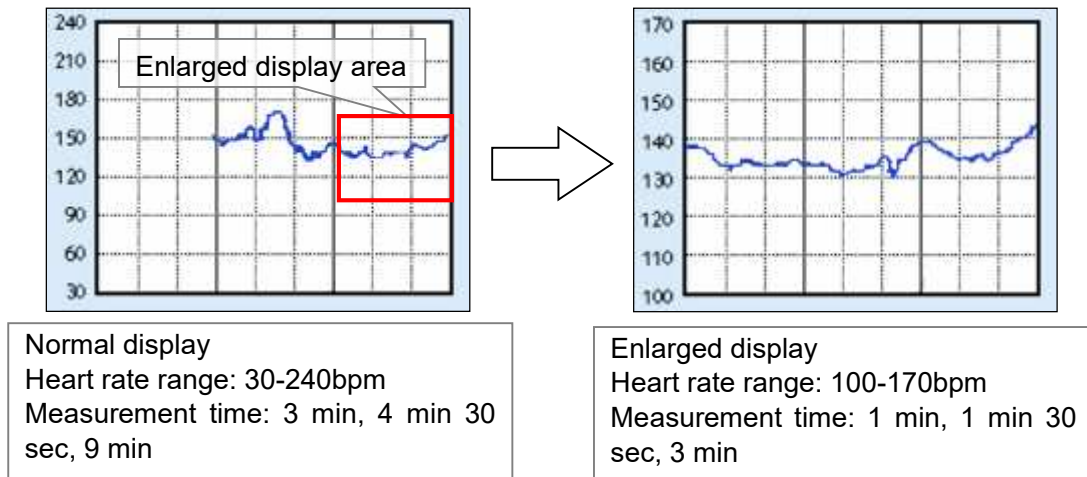 240
210
180
150
120
90
60
30
Enlarged display area
170
160
150
140
130
120
110
100
Normal display
Heart rate range: 30-240bpm
Measurement time: 3 min, 4 min 30
sec, 9 min
Enlarged display
Heart rate range: 100-170bpm
Measurement time: 1 min, 1 min 30
sec, 3 min